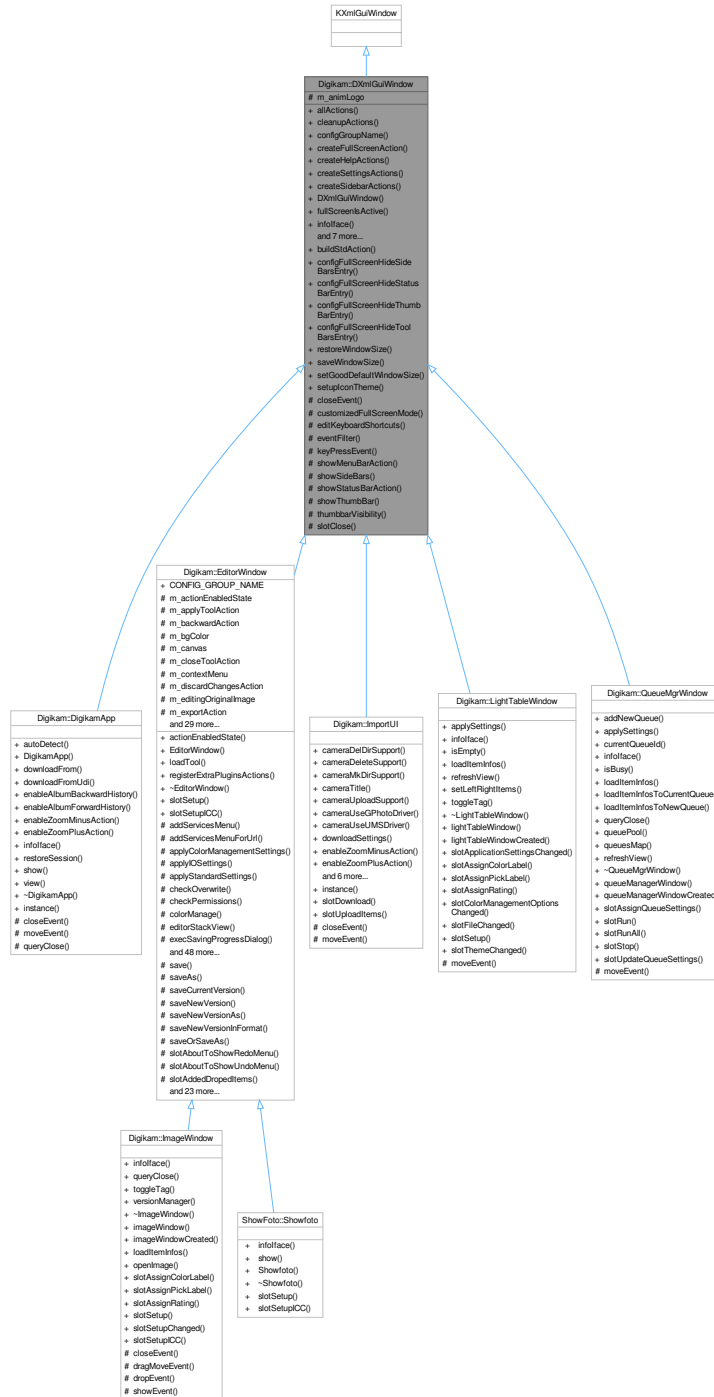 KXmlGuiWindow
Digikam::DXmlGuiWindow
# m_animLogo
+ allActions()
+ cleanupActions()
+ configGroupName()
+ createFullScreenAction()
+ createHelpActions()
+ createSettingsActions()
+ createSidebarActions()
+ DXmlGuiWindow()
+ fullScreenIsActive()
+ infoIface()
and 7 more...
+ buildStdAction()
+ configFullScreenHideSide
BarsEntry()
+ configFullScreenHideStatus
BarEntry()
+ configFullScreenHideThumb
BarEntry()
+ configFullScreenHideTool
BarsEntry()
+ restoreWindowSize()
+ saveWindowSize()
+ setGoodDefaultWindowSize()
+ setupIconTheme()
# closeEvent()
# customizedFullScreenMode()
# editKeyboardShortcuts()
# eventFilter()
# keyPressEvent()
# showMenuBarAction()
# showSideBars()
# showStatusBarAction()
# showThumbBar()
# thumbbarVisibility()
# slotClose()
Digikam::DigikamApp
+ autoDetect()
+ DigikamApp()
+ downloadFrom()
+ downloadFromUdi()
+ enableAlbumBackwardHistory()
+ enableAlbumForwardHistory()
+ enableZoomMinusAction()
+ enableZoomPlusAction()
+ infoIface()
+ restoreSession()
+ show()
+ view()
+ ~DigikamApp()
+ instance()
# closeEvent()
# moveEvent()
# queryClose()
Digikam::EditorWindow
+ CONFIG_GROUP_NAME
# m_actionEnabledState
# m_applyToolAction
# m_backwardAction
# m_bgColor
# m_canvas
# m_closeToolAction
# m_contextMenu
# m_discardChangesAction
# m_editingOriginalImage
# m_exportAction
and 29 more...
+ actionEnabledState()
+ EditorWindow()
+ loadTool()
+ registerExtraPluginsActions()
+ ~EditorWindow()
+ slotSetup()
+ slotSetupICC()
# addServicesMenu()
# addServicesMenuForUrl()
# applyColorManagementSettings()
# applyIOSettings()
# applyStandardSettings()
# checkOverwrite()
# checkPermissions()
# colorManage()
# editorStackView()
# execSavingProgressDialog()
and 48 more...
# save()
# saveAs()
# saveCurrentVersion()
# saveNewVersion()
# saveNewVersionAs()
# saveNewVersionInFormat()
# saveOrSaveAs()
# slotAboutToShowRedoMenu()
# slotAboutToShowUndoMenu()
# slotAddedDropedItems()
and 23 more...
Digikam::ImportUI
+ cameraDelDirSupport()
+ cameraDeleteSupport()
+ cameraMkDirSupport()
+ cameraTitle()
+ cameraUploadSupport()
+ cameraUseGPhotoDriver()
+ cameraUseUMSDriver()
+ downloadSettings()
+ enableZoomMinusAction()
+ enableZoomPlusAction()
and 6 more...
+ instance()
+ slotDownload()
+ slotUploadItems()
# closeEvent()
# moveEvent()
Digikam::LightTableWindow
+ applySettings()
+ infoIface()
+ isEmpty()
+ loadItemInfos()
+ refreshView()
+ setLeftRightItems()
+ toggleTag()
+ ~LightTableWindow()
+ lightTableWindow()
+ lightTableWindowCreated()
+ slotApplicationSettingsChanged()
+ slotAssignColorLabel()
+ slotAssignPickLabel()
+ slotAssignRating()
+ slotColorManagementOptions
Changed()
+ slotFileChanged()
+ slotSetup()
+ slotThemeChanged()
# moveEvent()
Digikam::QueueMgrWindow
+ addNewQueue()
+ applySettings()
+ currentQueueId()
+ infoIface()
+ isBusy()
+ loadItemInfos()
+ loadItemInfosToCurrentQueue
+ loadItemInfosToNewQueue()
+ queryClose()
+ queuePool()
+ queuesMap()
+ refreshView()
+ ~QueueMgrWindow()
+ queueManagerWindow()
+ queueManagerWindowCreated
+ slotAssignQueueSettings()
+ slotRun()
+ slotRunAll()
+ slotStop()
+ slotUpdateQueueSettings()
# moveEvent()
Digikam::ImageWindow
+ infoIface()
+ queryClose()
+ toggleTag()
+ versionManager()
+ ~ImageWindow()
+ imageWindow()
+ imageWindowCreated()
+ loadItemInfos()
+ openImage()
+ slotAssignColorLabel()
+ slotAssignPickLabel()
+ slotAssignRating()
+ slotSetup()
+ slotSetupChanged()
+ slotSetupICC()
# closeEvent()
# dragMoveEvent()
# dropEvent()
# showEvent()
ShowFoto::Showfoto
+ infoIface()
+ show()
+ Showfoto()
+ ~Showfoto()
+ slotSetup()
+ slotSetupICC()